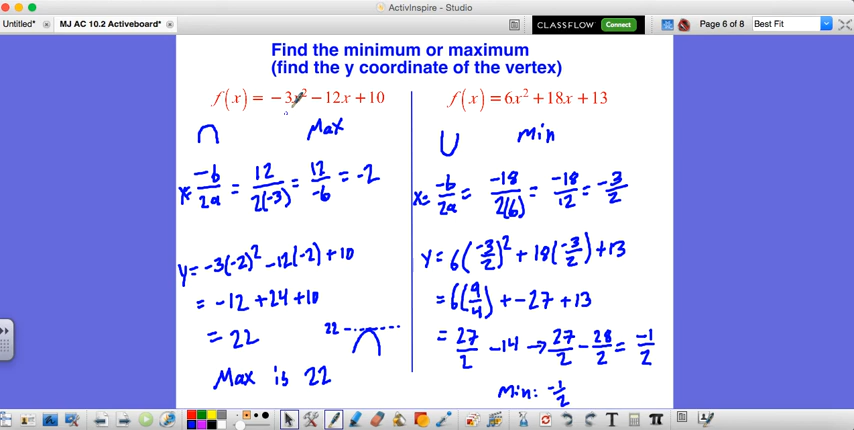 ActivInspire - Studio
Untitled*
MJ AC 10.2 Activeboard*
CLASSFLOW Connect
Page 6 of 8
Best Fit
Find the minimum or maximum
(find the y coordinate of the vertex)
f(x) = −3x² − 12x + 10
Max
x = -b/2a = 12/2(-3) = 12/-6 = -2
y = -3(-2)² -12(-2) + 10
= -12 + 24 + 10
= 22
22
Max is 22
f(x) = 6x² + 18x + 13
Min
x = -b/2a = -18/2(6) = -18/12 = -3/2
y = 6(-3/2)² + 18(-3/2) + 13
= 6(9/4) + -27 + 13
= 27/2 - 14 → 27/2 - 28/2 = -1/2
Min: -1/2